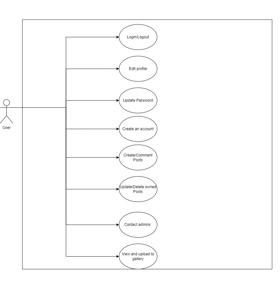 Login/Logout
Edit profile
Update Password
User
Create an account
Create/Comment
Posts
Update/Delete owned
Posts
Contact admins
View and upload to
gallery